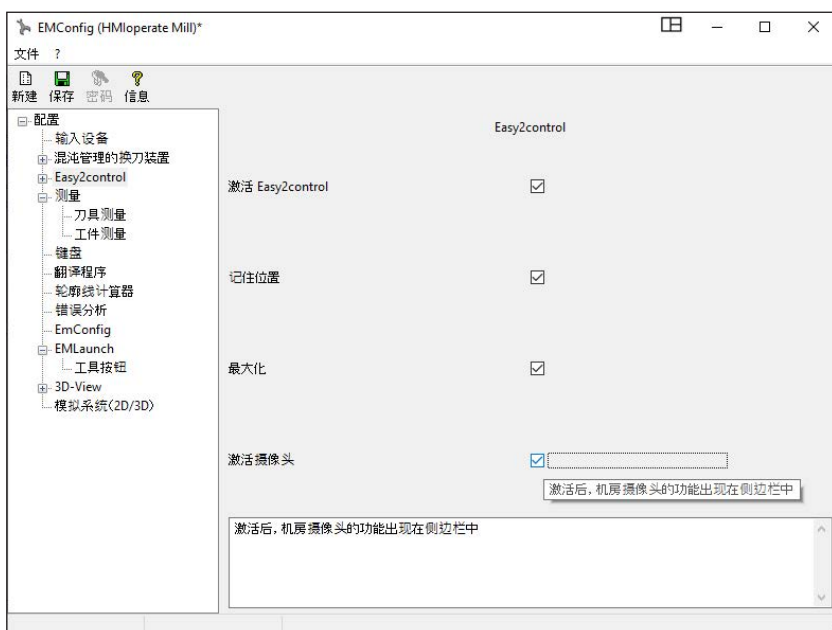 EMConfig (HMIoperate Mill)*
文件 ?
新建 保存 密码 信息
配置
输入设备
混沌管理的换刀装置
Easy2control
测量
刀具测量
工件测量
键盘
翻译程序
轮廓线计算器
错误分析
EmConfig
EMLaunch
工具按钮
3D-View
模拟系统(2D/3D)
Easy2control
激活 Easy2control
记住位置
最大化
激活摄像头
激活后, 机房摄像头的功能出现在侧边栏中
激活后, 机房摄像头的功能出现在侧边栏中